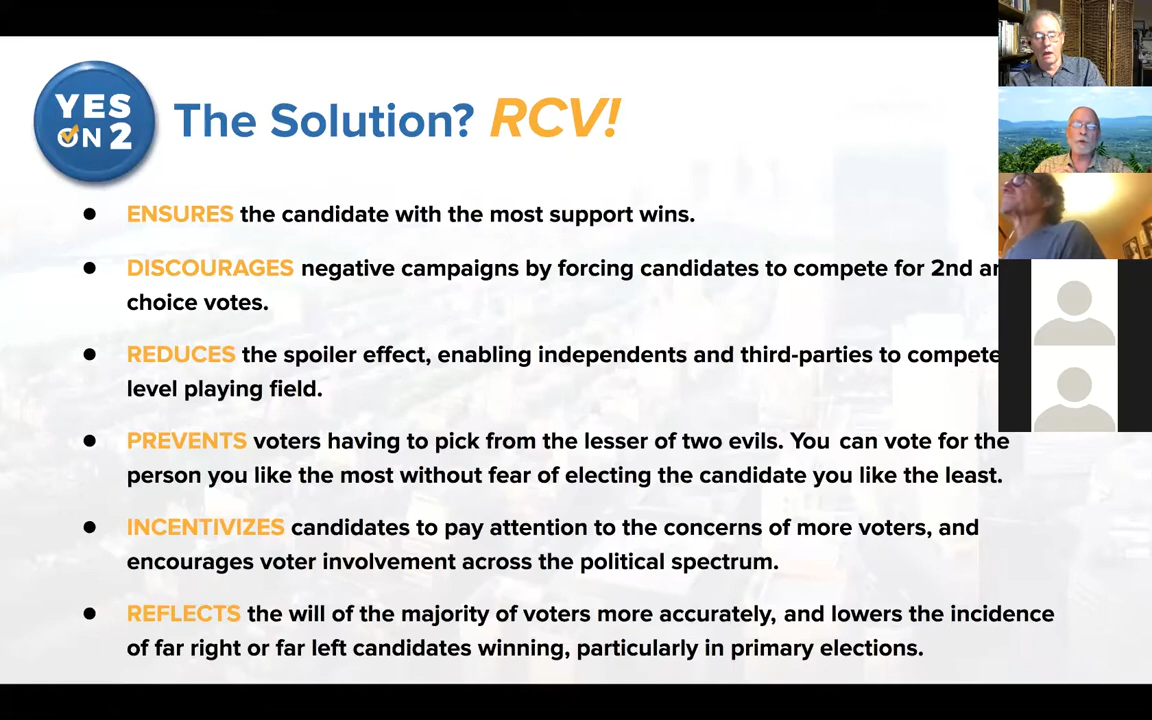 YES
ON 2
The Solution? RCV!
ENSURES the candidate with the most support wins.
DISCOURAGES negative campaigns by forcing candidates to compete for 2nd
choice votes.
REDUCES the spoiler effect, enabling independents and third-parties to compete
level playing field.
PREVENTS voters having to pick from the lesser of two evils. You can vote for the
person you like the most without fear of electing the candidate you like the least.
INCENTIVIZES candidates to pay attention to the concerns of more voters, and
encourages voter involvement across the political spectrum.
REFLECTS the will of the majority of voters more accurately, and lowers the incidence
of far right or far left candidates winning, particularly in primary elections.